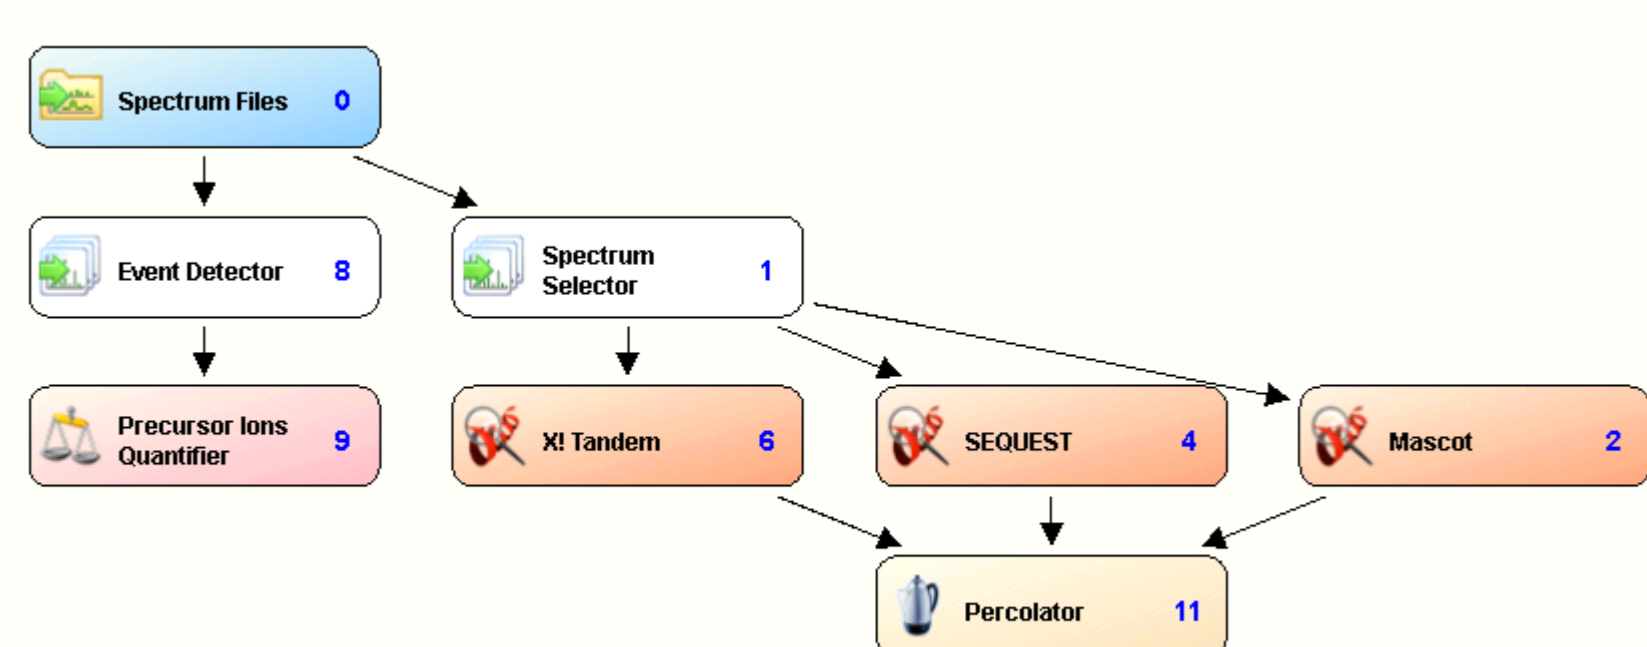 Spectrum Files 0
Event Detector 8
Spectrum
Selector 1
Precursor Ions
Quantifier 9
X! Tandem 6
SEQUEST 4
Mascot 2
Percolator 11